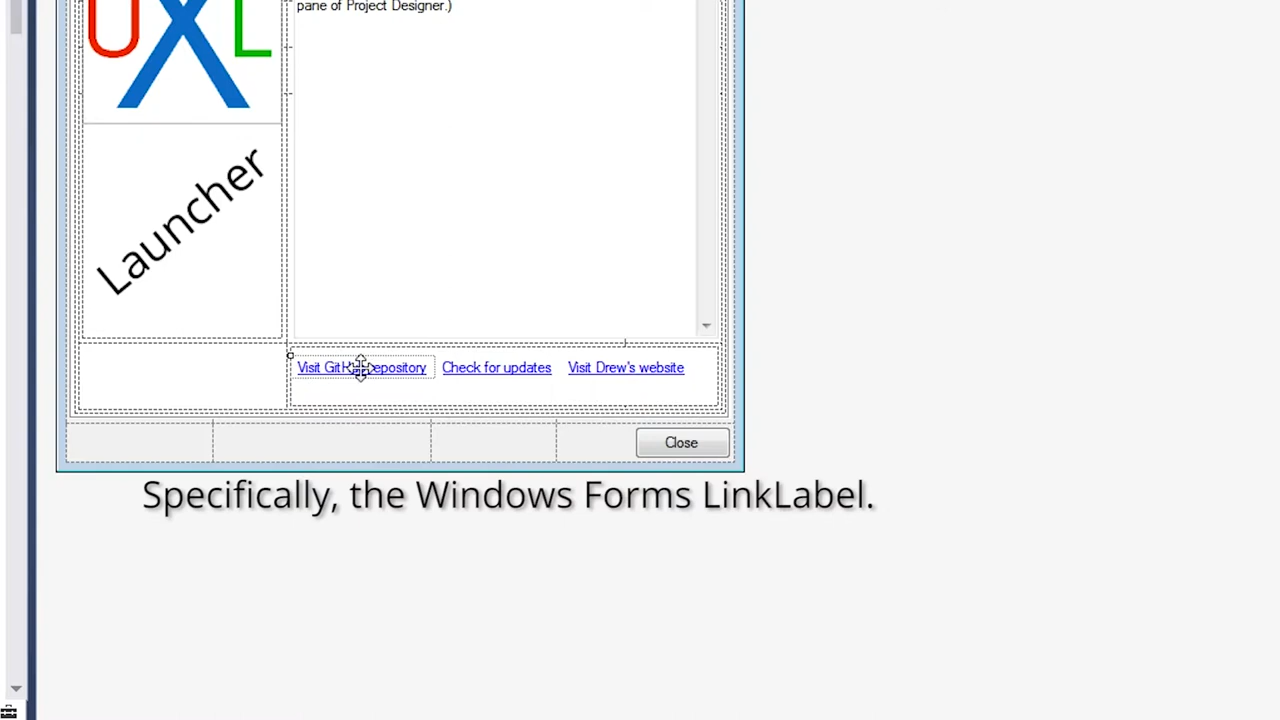 pane of Project Designer.)
UXL
Launcher
Visit GitHub repository Check for updates Visit Drew's website
Close
Specifically, the Windows Forms LinkLabel.